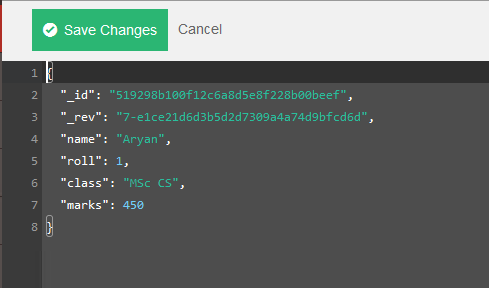 Save Changes Cancel
1 {
2 "_id": "519298b100f12c6a8d5e8f228b00beef",
3 "_rev": "7-e1ce21d6d3b5d2d7309a4a74d9bfcd6d",
4 "name": "Aryan",
5 "roll": 1,
6 "class": "MSc CS",
7 "marks": 450
8 }